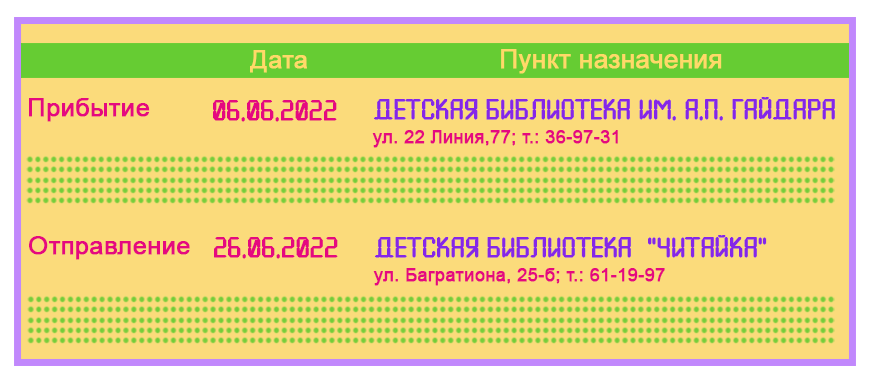 Дата Пункт назначения
Прибытие 06.06.2022 ДЕТСКАЯ БИБЛИОТЕКА ИМ. А.П. ГАЙДАРА
ул. 22 Линия,77; т.: 36-97-31
Отправление 26.06.2022 ДЕТСКАЯ БИБЛИОТЕКА "ЧИТАЙКА"
ул. Багратиона, 25-б; т.: 61-19-97